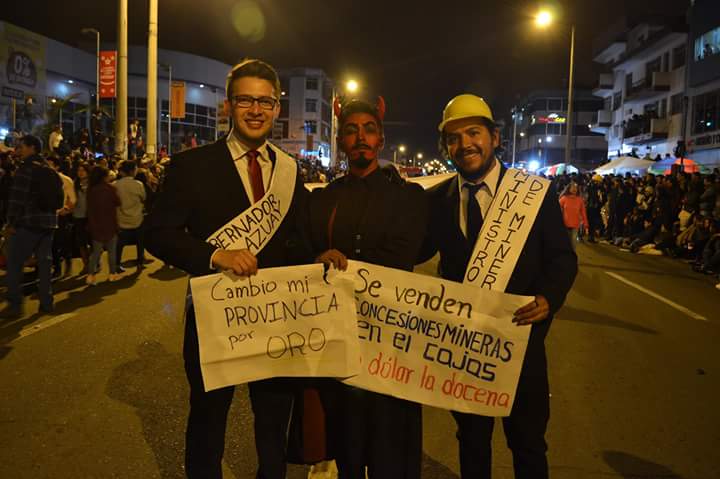 0%
BERNADOR
AZUAY
MINISTRO
DE MINER
Cambio mi
PROVINCIA
por
ORO
Se venden
CONCESIONES MINERAS
en el Cajas
dólar la docena